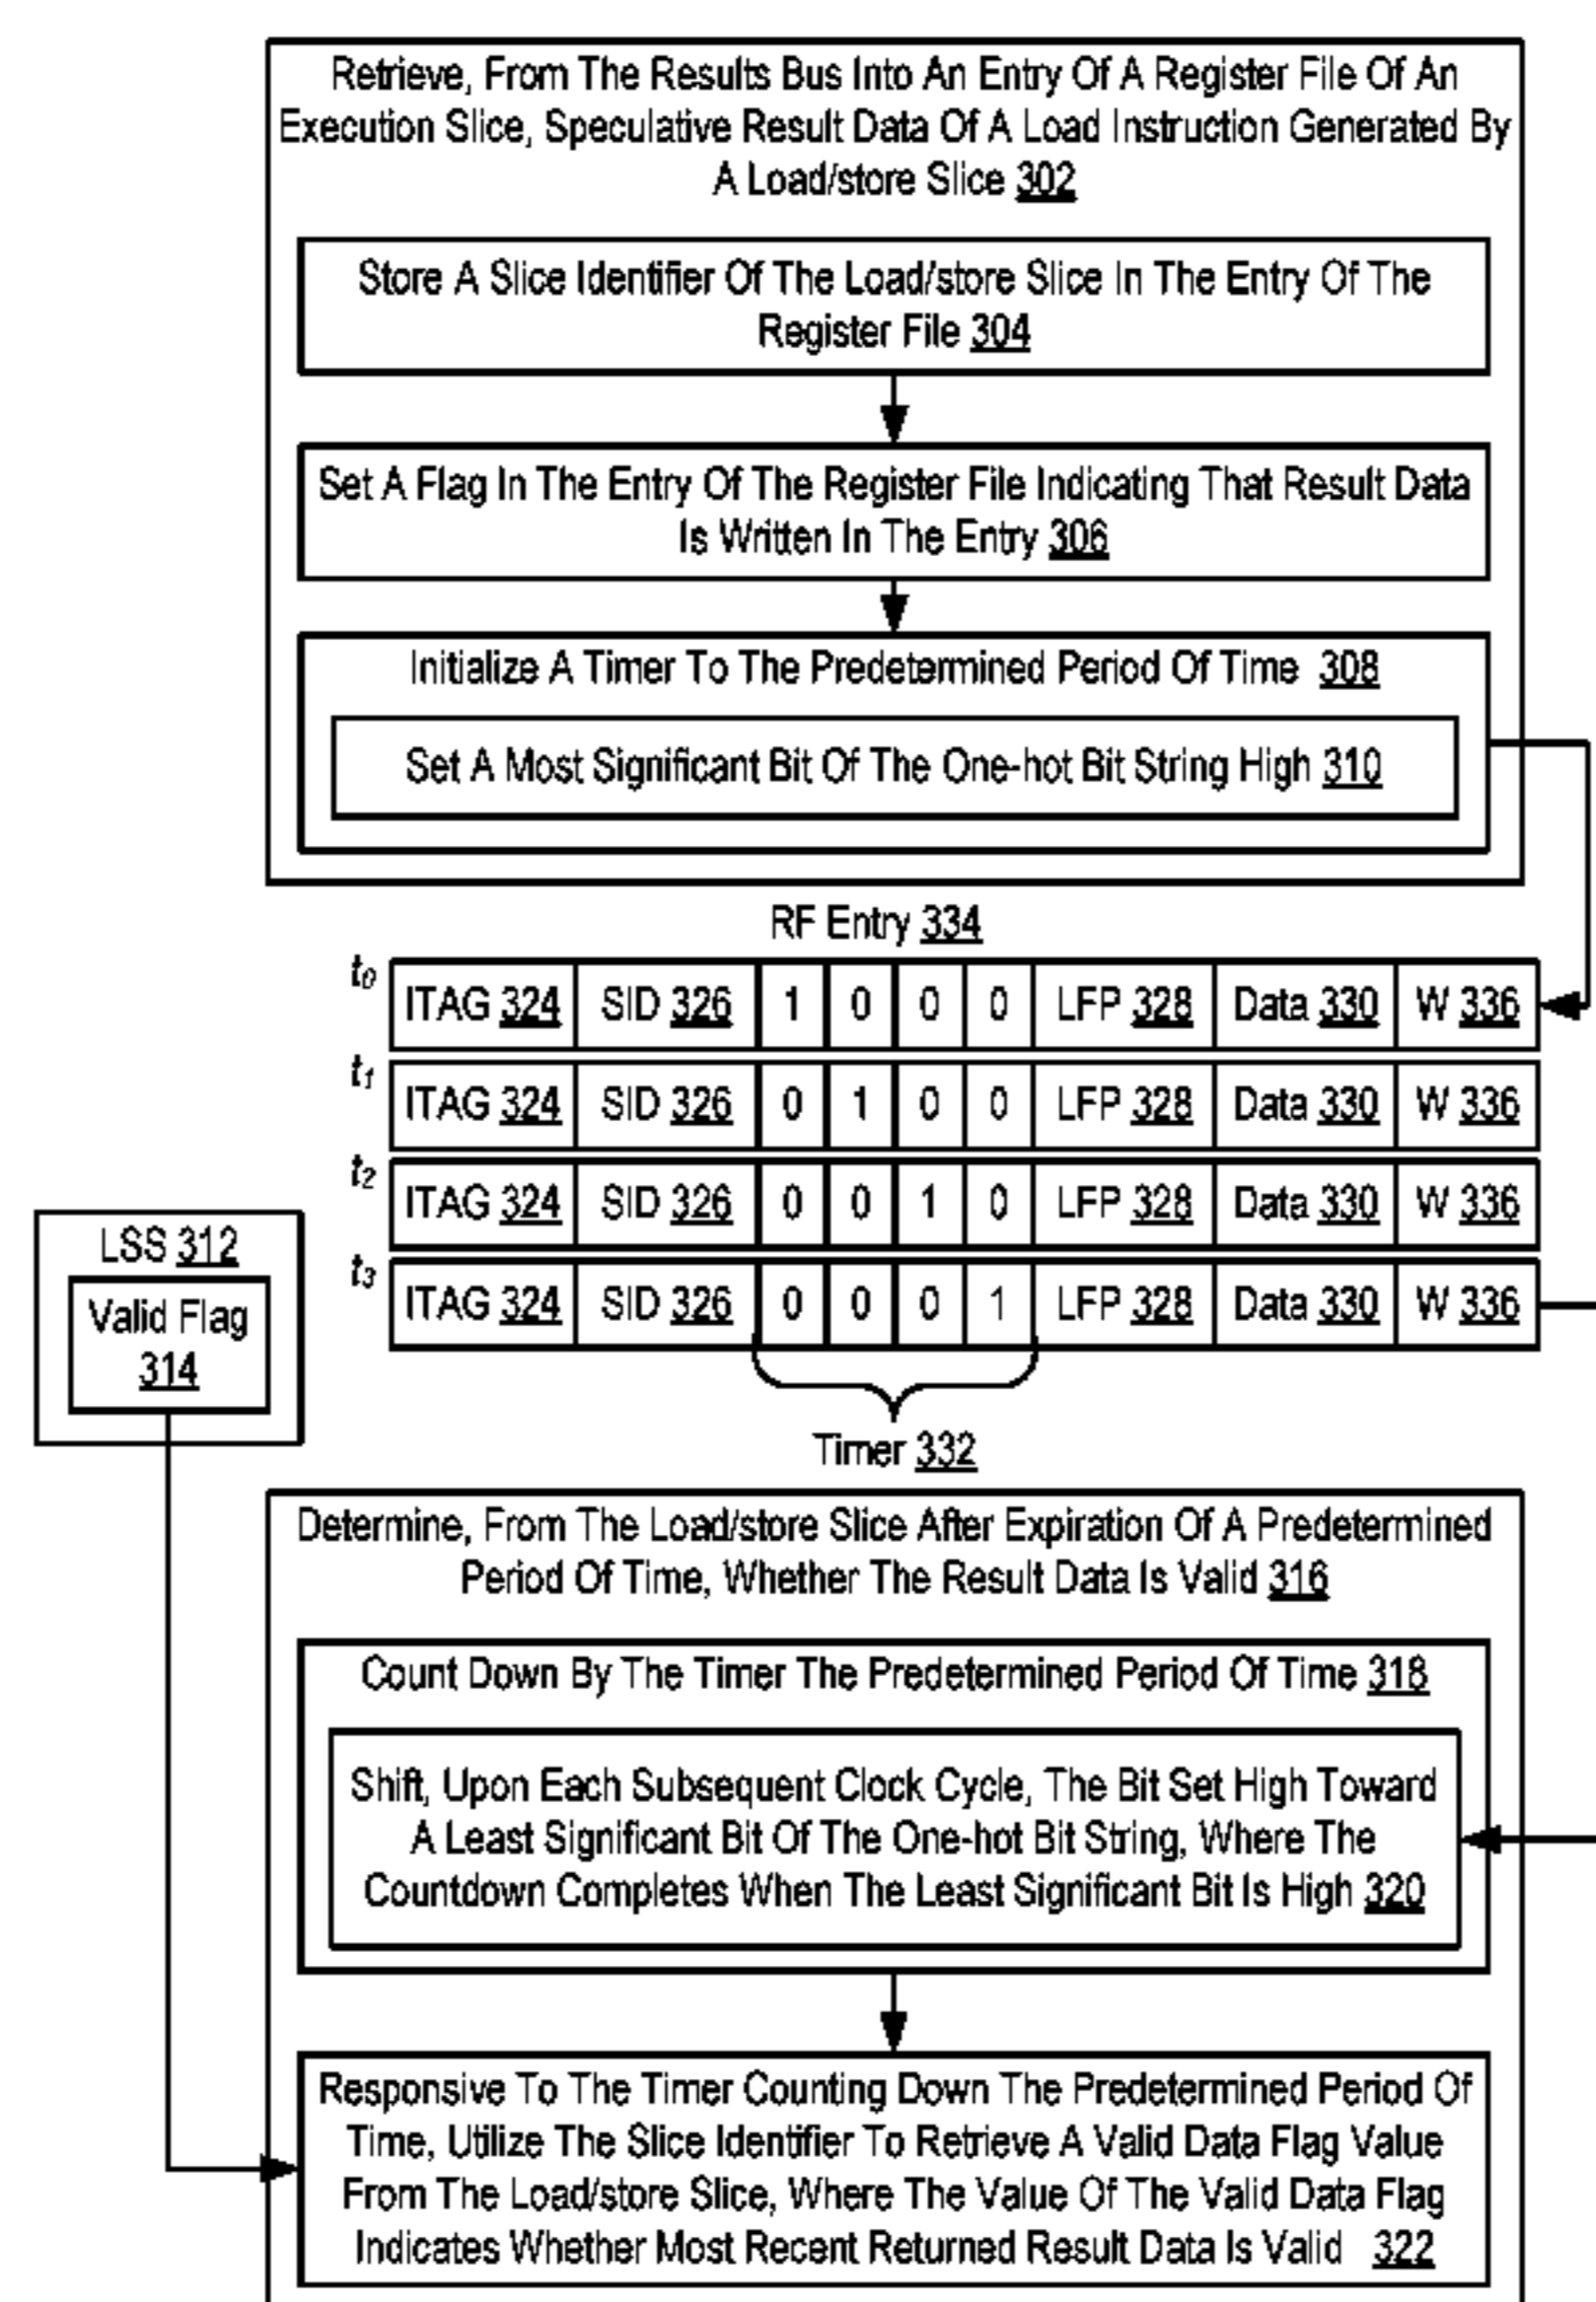 Retrieve, From The Results Bus Into An Entry Of A Register File Of An
Execution Slice, Speculative Result Data Of A Load Instruction Generated By
A Load/store Slice 302
Store A Slice Identifier Of The Load/store Slice In The Entry Of The
Register File 304
Set A Flag In The Entry Of The Register File Indicating That Result Data
Is Written In The Entry 306
Initialize A Timer To The Predetermined Period Of Time 308
Set A Most Significant Bit Of The One-hot Bit String High 310
RF Entry 334
t0 ITAG 324 SID 326 1 0 0 0 LFP 328 Data 330 W 336
t1 ITAG 324 SID 326 0 1 0 0 LFP 328 Data 330 W 336
t2 ITAG 324 SID 326 0 0 1 0 LFP 328 Data 330 W 336
t3 ITAG 324 SID 326 0 0 0 1 LFP 328 Data 330 W 336
LSS 312
Valid Flag
314
Timer 332
Determine, From The Load/store Slice After Expiration Of A Predetermined
Period Of Time, Whether The Result Data Is Valid 316
Count Down By The Timer The Predetermined Period Of Time 318
Shift, Upon Each Subsequent Clock Cycle, The Bit Set High Toward
A Least Significant Bit Of The One-hot Bit String, Where The
Countdown Completes When The Least Significant Bit Is High 320
Responsive To The Timer Counting Down The Predetermined Period Of
Time, Utilize The Slice Identifier To Retrieve A Valid Data Flag Value
From The Load/store Slice, Where The Value Of The Valid Data Flag
Indicates Whether Most Recent Returned Result Data Is Valid 322